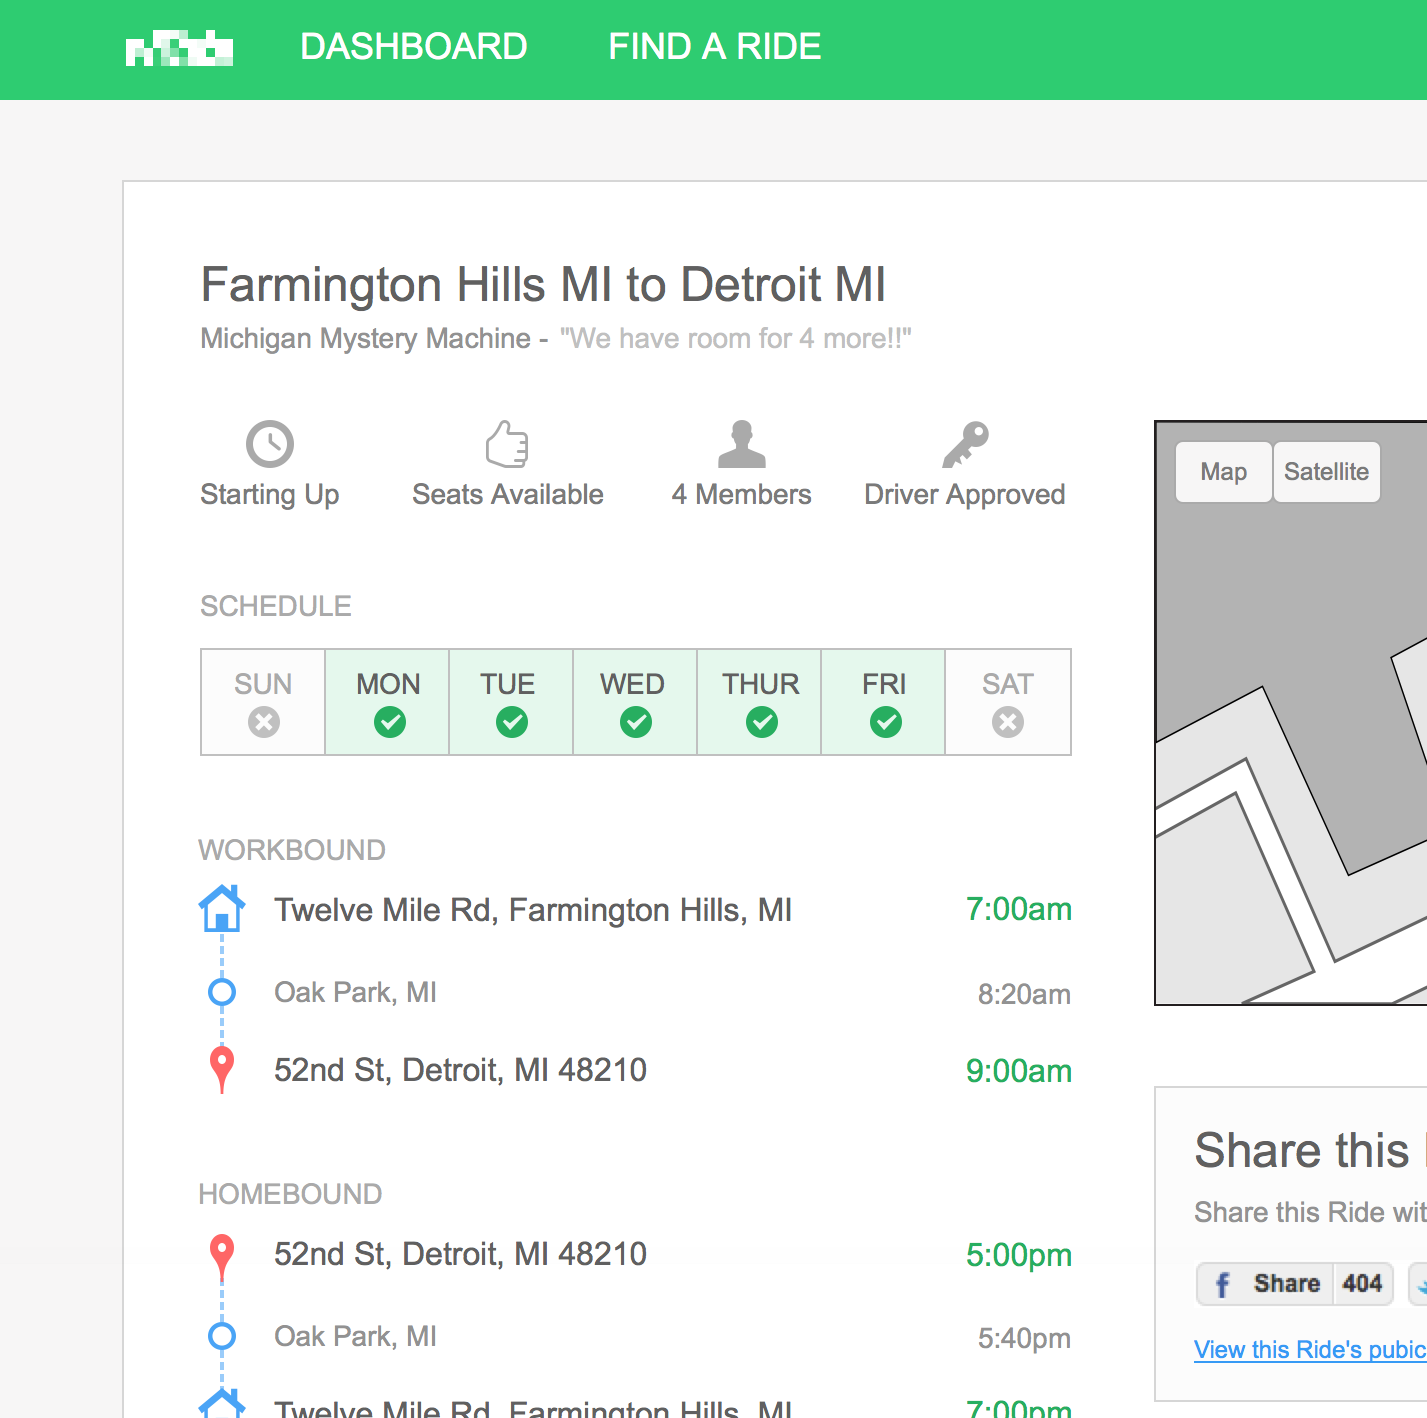 DASHBOARD FIND A RIDE
Farmington Hills MI to Detroit MI
Michigan Mystery Machine - "We have room for 4 more!!"
Starting Up Seats Available 4 Members Driver Approved
Map Satellite
SCHEDULE
SUN MON TUE WED THUR FRI SAT
WORKBOUND
Twelve Mile Rd, Farmington Hills, MI 7:00am
Oak Park, MI 8:20am
52nd St, Detroit, MI 48210 9:00am
HOMEBOUND
52nd St, Detroit, MI 48210 5:00pm
Oak Park, MI 5:40pm
Twelve Mile Rd, Farmington Hills, MI 7:00pm
Share this
Share this Ride wit
f Share 404
View this Ride's pubic